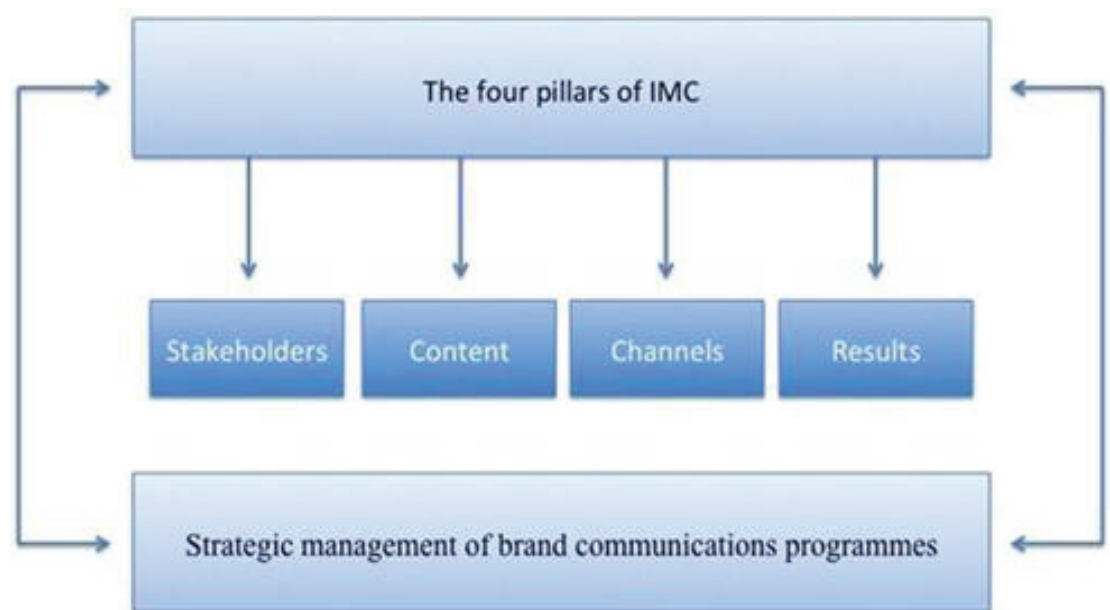 The four pillars of IMC
Stakeholders
Content
Channels
Results
Strategic management of brand communications programmes